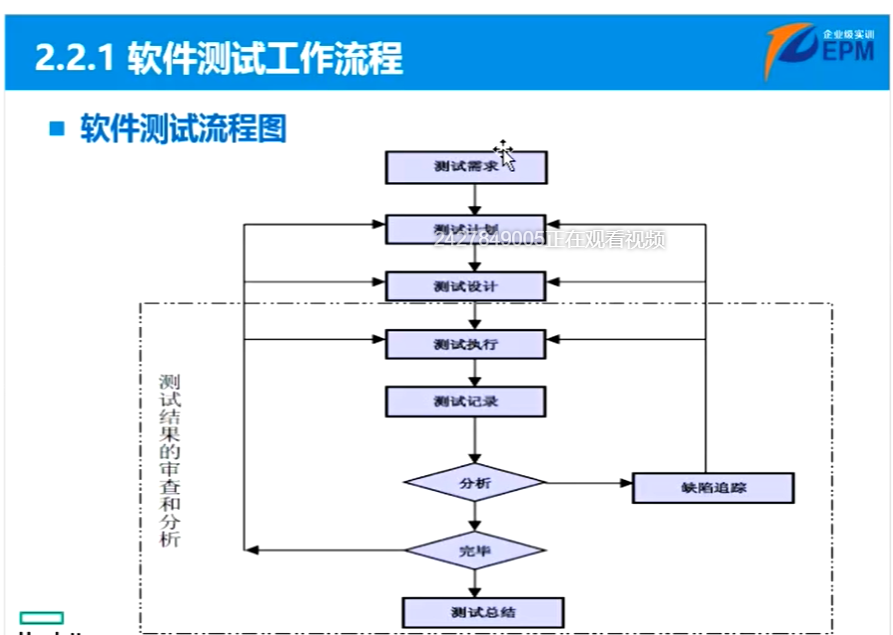 2.2.1 软件测试工作流程
企业级实训
EPM
软件测试流程图
测试需求
测试计划
2427849005正在观看视频
测试设计
测试执行
测试记录
分析
缺陷追踪
完毕
测试总结
测试结果的审查和分析